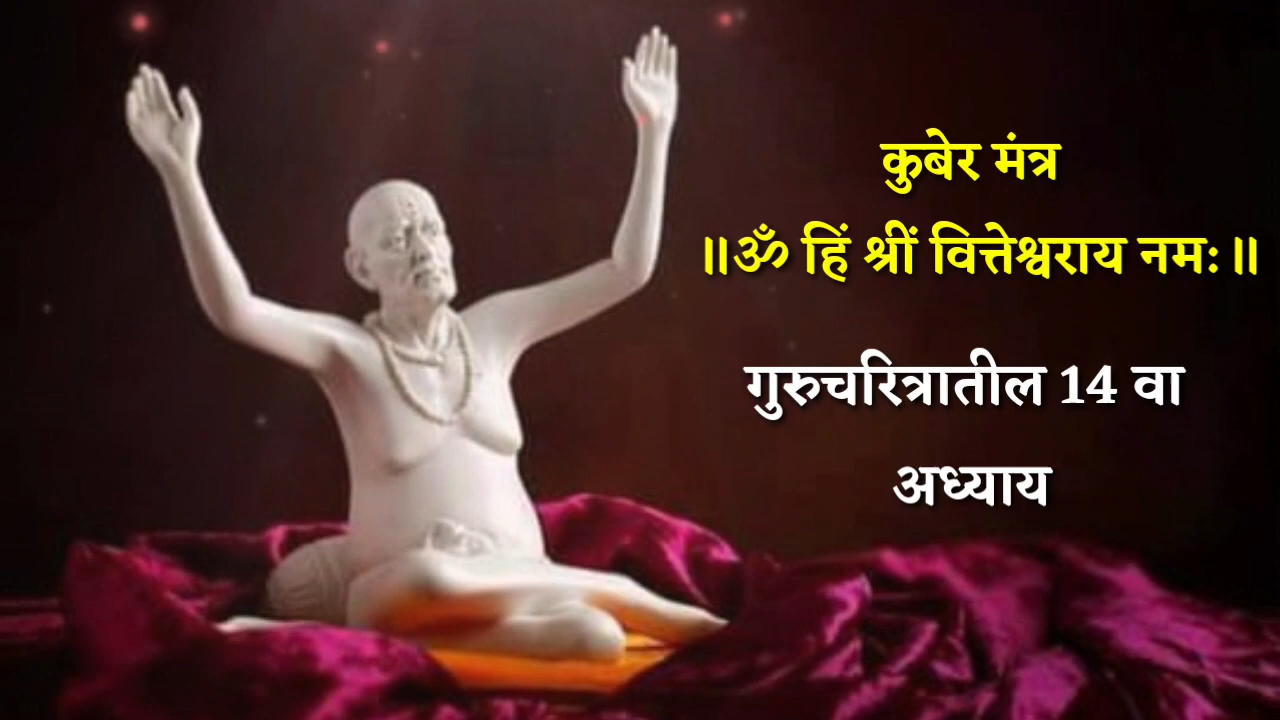 कुबेर मंत्र
॥ॐ हिं श्रीं वित्तेश्वराय नमः॥
गुरुचरित्रातील 14 वा
अध्याय